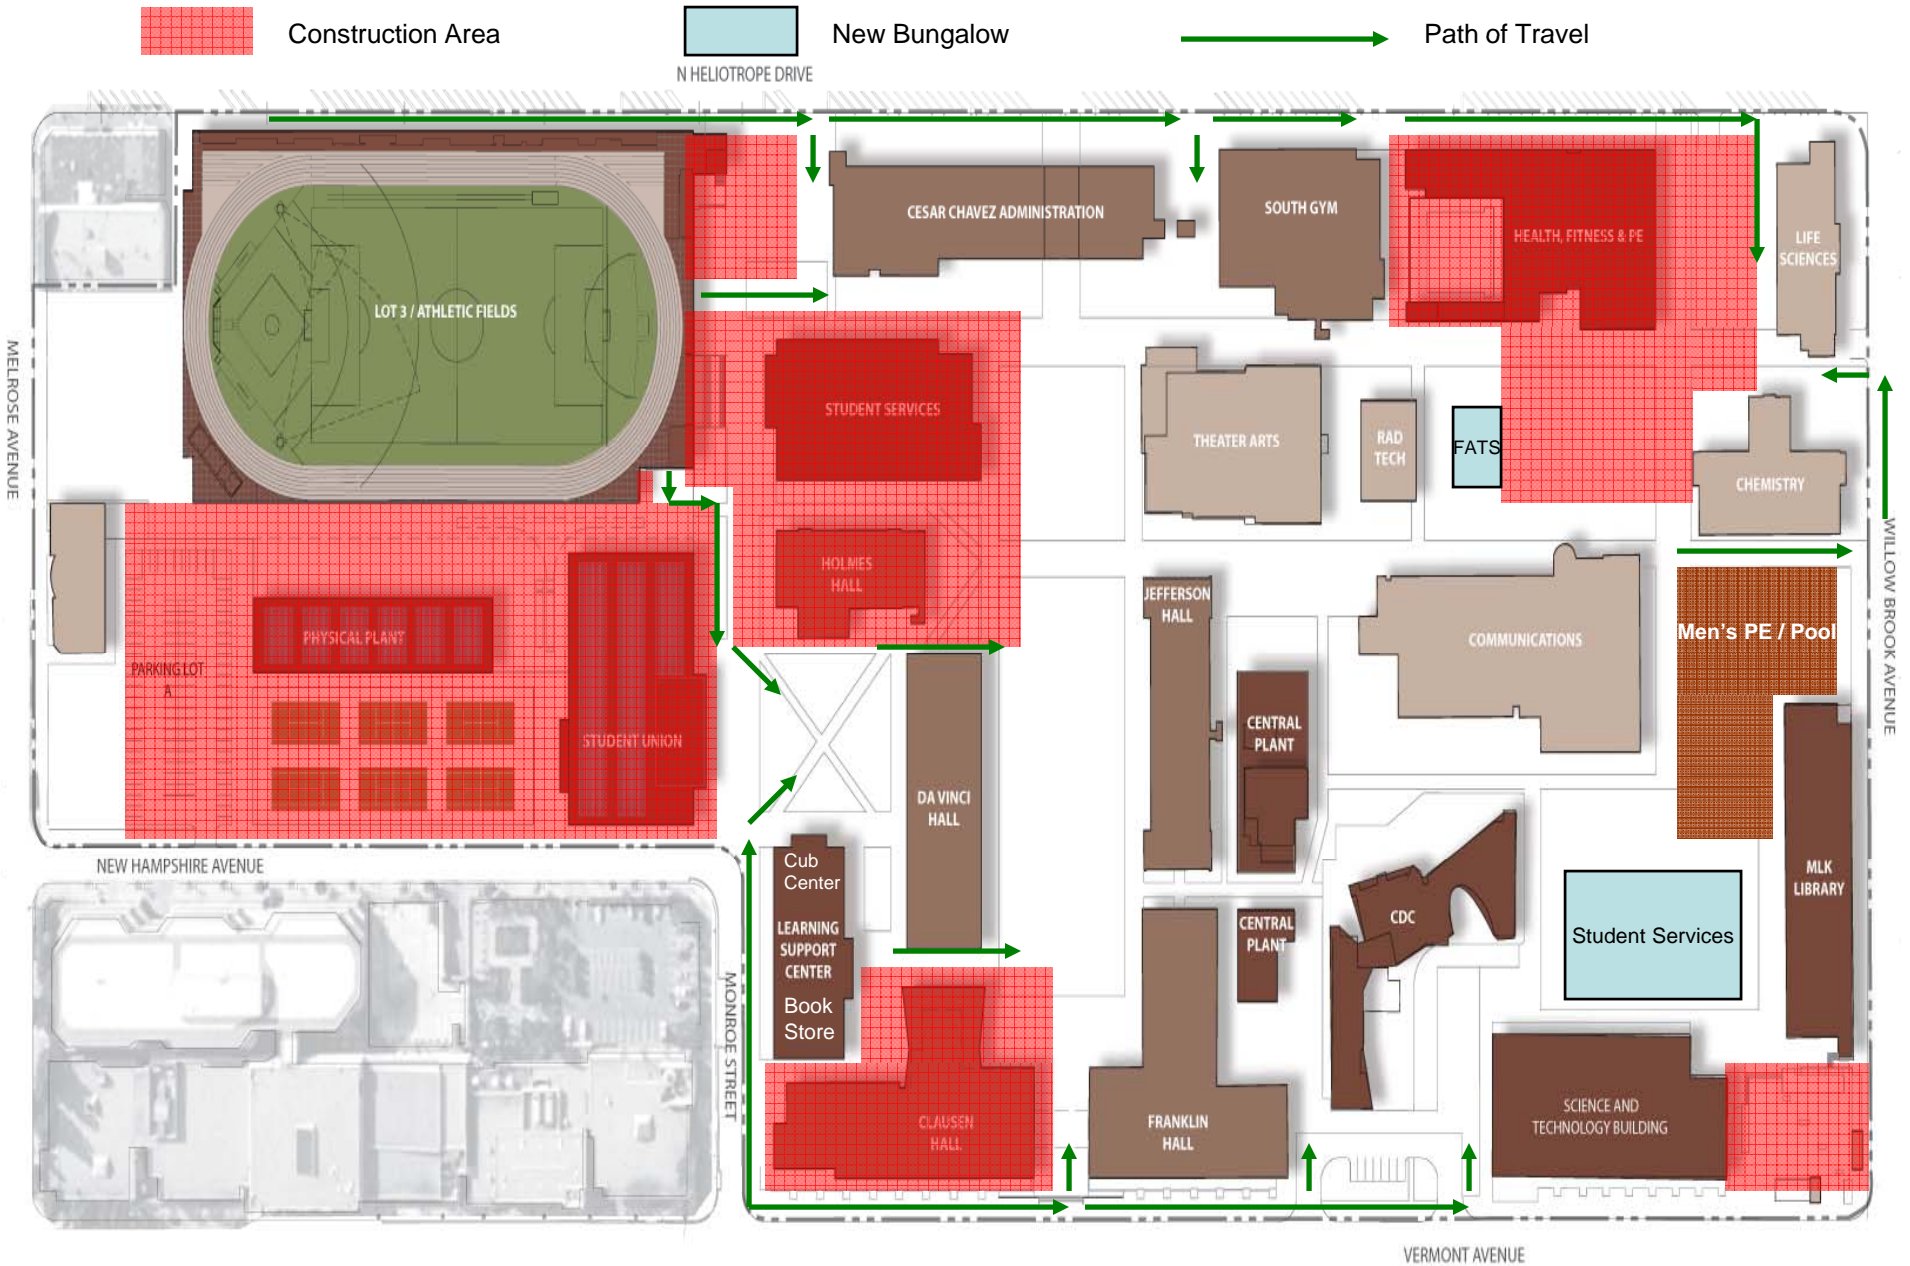 Construction Area
New Bungalow
Path of Travel
N HELIOTROPE DRIVE
CESAR CHAVEZ ADMINISTRATION
SOUTH GYM
HEALTH, FITNESS & PE
LIFE
SCIENCES
LOT 3 / ATHLETIC FIELDS
MELROSE AVENUE
STUDENT SERVICES
THEATER ARTS
RAD
TECH
FATS
CHEMISTRY
WILLOW BROOK AVENUE
HOLMES
HALL
JEFFERSON
HALL
PHYSICAL PLANT
PARKING LOT
A
COMMUNICATIONS
Men's PE / Pool
STUDENT UNION
CENTRAL
PLANT
DA VINCI
HALL
NEW HAMPSHIRE AVENUE
Cub
Center
LEARNING
SUPPORT
CENTER
Book
Store
MLK
LIBRARY
CDC
CENTRAL
PLANT
Student Services
MONROE STREET
CLAUSEN
HALL
FRANKLIN
HALL
SCIENCE AND
TECHNOLOGY BUILDING
VERMONT AVENUE